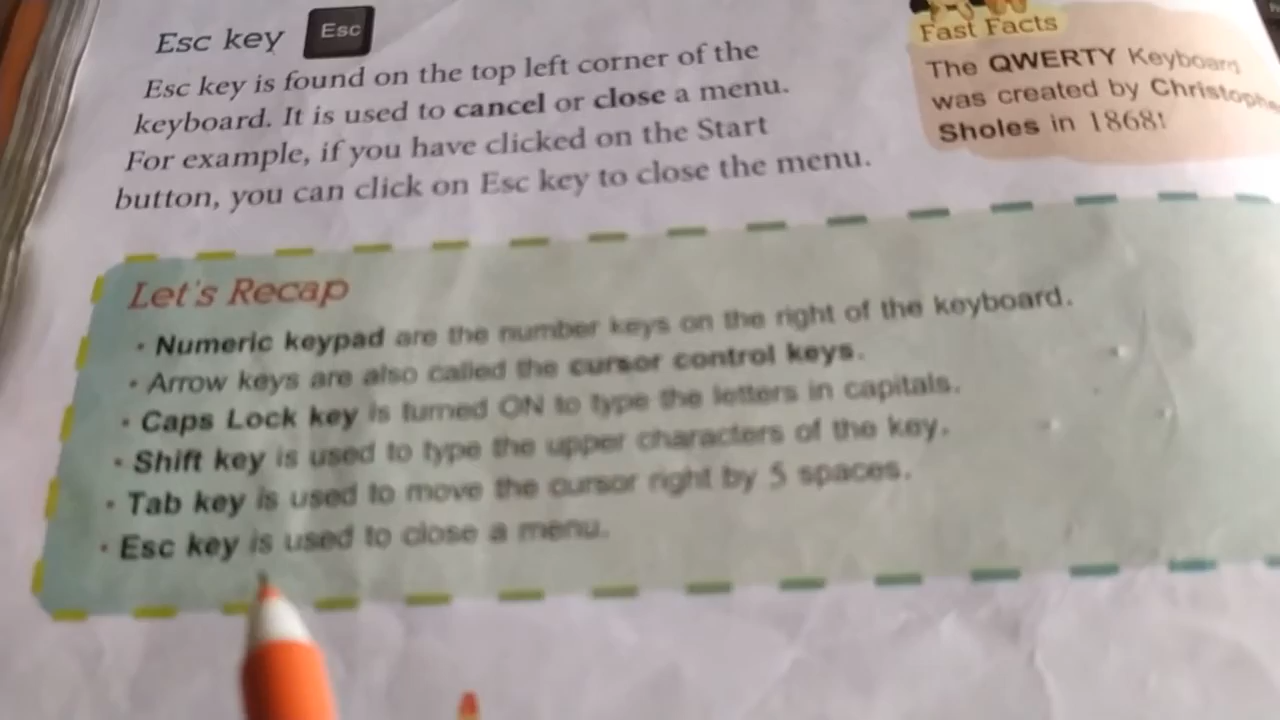 Esc key
Esc
Esc key is found on the top left corner of the
keyboard. It is used to cancel or close a menu.
For example, if you have clicked on the Start
button, you can click on Esc key to close the menu.
Fast Facts
The QWERTY Keyboard
was created by
Sholes in 1868!
Let's Recap
• Numeric keypad are the number keys on the right of the keyboard.
• Arrow keys are also called the cursor control keys.
• Caps Lock key is turned ON to type the letters in capitals.
• Shift key is used to type the upper characters of the key.
• Tab key is used to move the cursor right by 5 spaces.
• Esc key is used to close a menu.